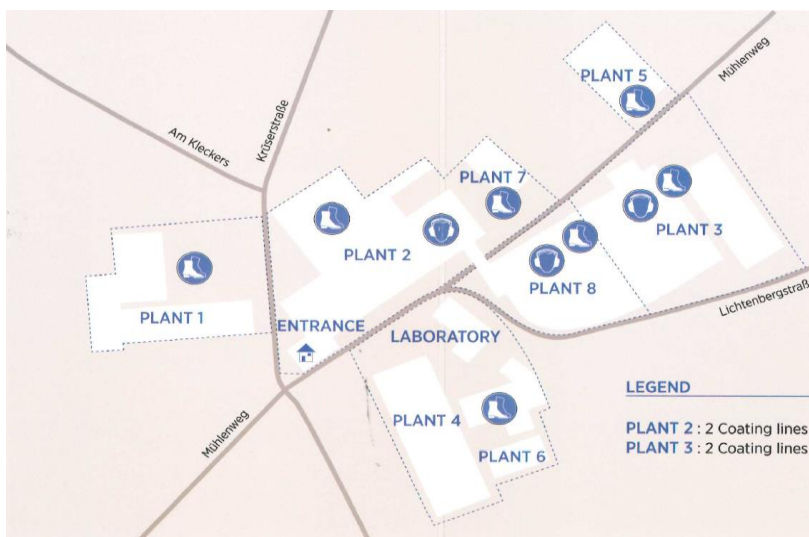 PLANT 5
Mühlenweg
Am Kleckers
Krüserstraße
PLANT 7
PLANT 2
PLANT 3
PLANT 1
PLANT 8
ENTRANCE
LABORATORY
PLANT 4
PLANT 6
Mühlenweg
LEGEND
PLANT 2 : 2 Coating lines
PLANT 3 : 2 Coating lines